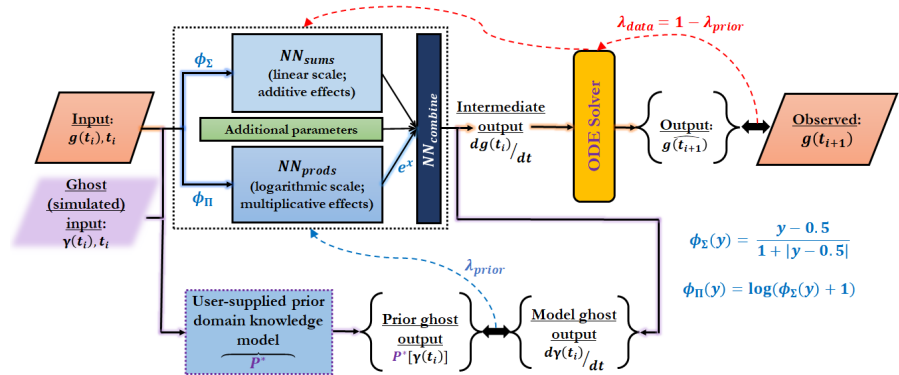 λ_data = 1 − λ_prior
Input:
g(t_i), t_i
Ghost
(simulated)
input:
γ(t_i), t_i
ϕ_Σ
ϕ_Π
NN_sums
(linear scale;
additive effects)
Additional parameters
NN_prods
(logarithmic scale;
multiplicative effects)
e^x
NN_combine
Intermediate
output
dg(t_i)/dt
ODE Solver
Output:
g(t_{i+1})^
Observed:
g(t_{i+1})
ϕ_Σ(y) = (y − 0.5) / (1 + |y − 0.5|)
ϕ_Π(y) = log(ϕ_Σ(y) + 1)
λ_prior
User-supplied prior
domain knowledge
model
P*
Prior ghost
output
P*[γ(t_i)]
Model ghost
output
dγ(t_i)/dt